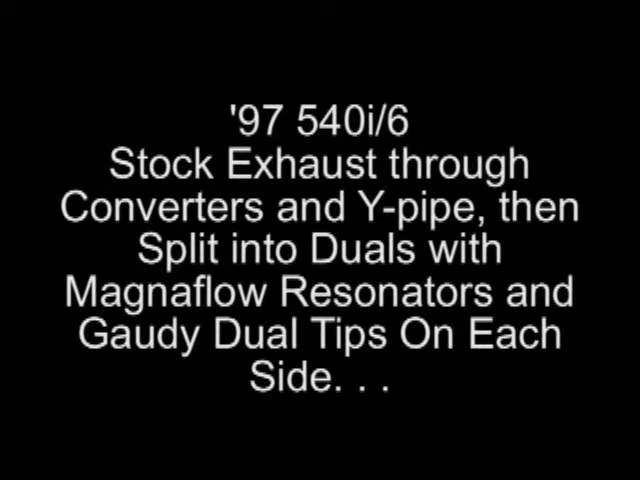 '97 540i/6
Stock Exhaust through
Converters and Y-pipe, then
Split into Duals with
Magnaflow Resonators and
Gaudy Dual Tips On Each
Side. . .